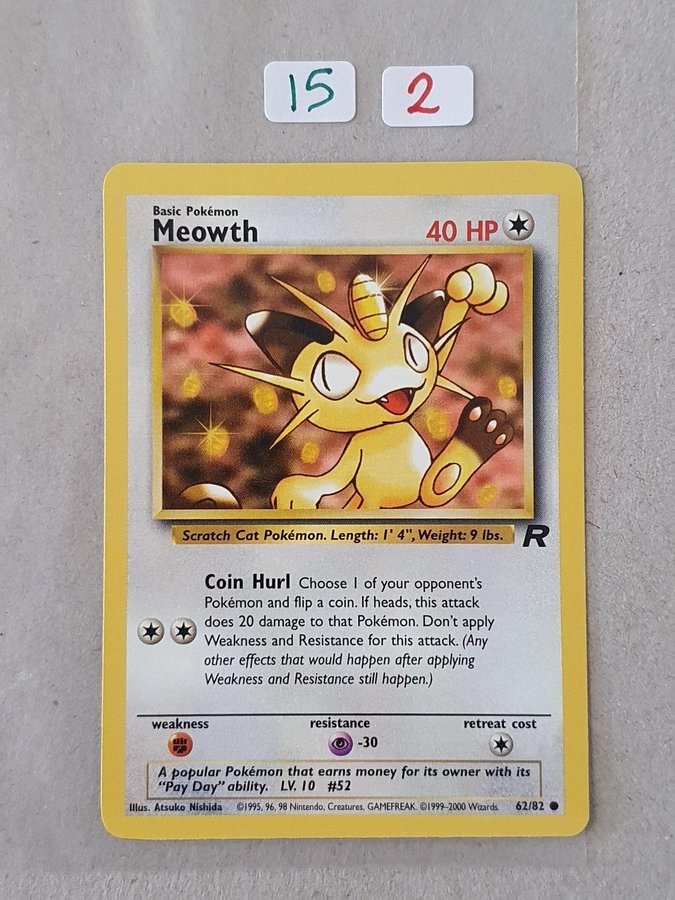 15 2
Basic Pokémon
Meowth 40 HP
Scratch Cat Pokémon. Length: 1' 4", Weight: 9 lbs.
R
Coin Hurl Choose 1 of your opponent's
Pokémon and flip a coin. If heads, this attack
does 20 damage to that Pokémon. Don't apply
Weakness and Resistance for this attack. (Any
other effects that would happen after applying
Weakness and Resistance still happen.)
weakness resistance retreat cost
-30
A popular Pokémon that earns money for its owner with its
"Pay Day" ability. LV. 10 #52
Illus. Atsuko Nishida ©1995, 96, 98 Nintendo, Creatures, GAMEFREAK. ©1999-2000 Wizards. 62/82